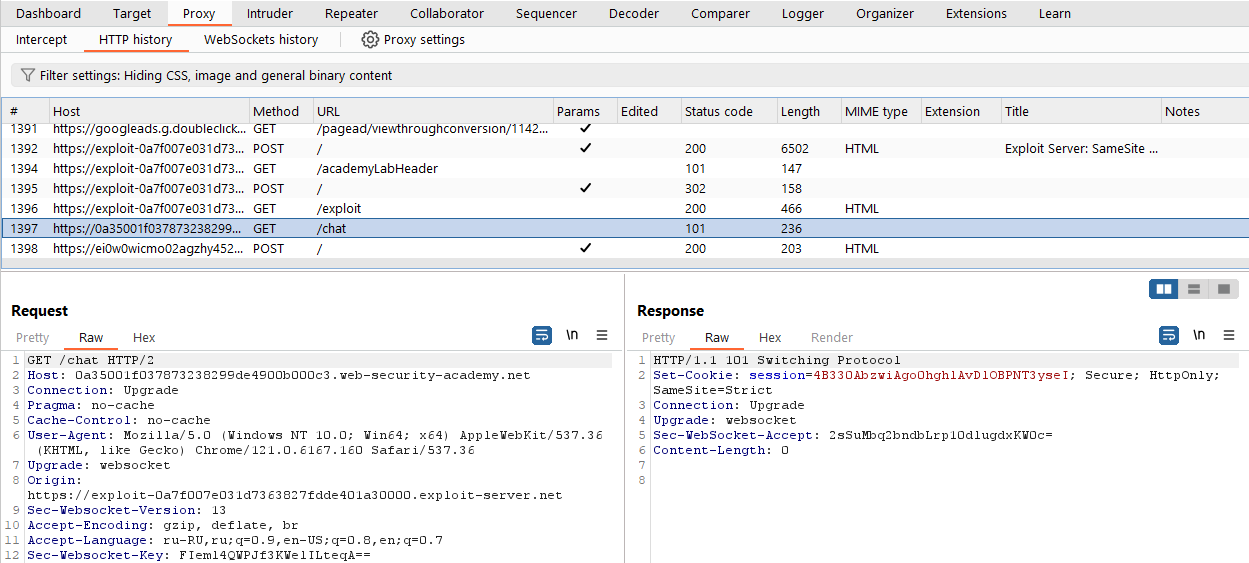 Dashboard Target Proxy Intruder Repeater Collaborator Sequencer Decoder Comparer Logger Organizer Extensions Learn
Intercept HTTP history WebSockets history Proxy settings
Filter settings: Hiding CSS, image and general binary content
# Host Method URL Params Edited Status code Length MIME type Extension Title Notes
1391 https://googleads.g.doubleclick... GET /pagead/viewthroughconversion/1142... ✓
1392 https://exploit-0a7f007e031d73... POST / ✓ 200 6502 HTML Exploit Server: SameSite ...
1394 https://exploit-0a7f007e031d73... GET /academyLabHeader 101 147
1395 https://exploit-0a7f007e031d73... POST / ✓ 302 158
1396 https://exploit-0a7f007e031d73... GET /exploit 200 466 HTML
1397 https://0a35001f037873238299... GET /chat 101 236
1398 https://ei0w0wicmo02agzhy452... POST / ✓ 200 203 HTML
Request
Pretty Raw Hex \n
1 GET /chat HTTP/2
2 Host: 0a35001f037873238299de4900b000c3.web-security-academy.net
3 Connection: Upgrade
4 Pragma: no-cache
5 Cache-Control: no-cache
6 User-Agent: Mozilla/5.0 (Windows NT 10.0; Win64; x64) AppleWebKit/537.36
(KHTML, like Gecko) Chrome/121.0.6167.160 Safari/537.36
7 Upgrade: websocket
8 Origin:
https://exploit-0a7f007e031d7363827fdde401a30000.exploit-server.net
9 Sec-Websocket-Version: 13
10 Accept-Encoding: gzip, deflate, br
11 Accept-Language: ru-RU,ru;q=0.9,en-US;q=0.8,en;q=0.7
12 Sec-Websocket-Key: FIeml4QWPJf3KWelILteqA==
Response
Pretty Raw Hex Render \n
1 HTTP/1.1 101 Switching Protocol
2 Set-Cookie: session=4B330AbzwiAgo0hghlAvDlOBPNT3yseI; Secure; HttpOnly;
SameSite=Strict
3 Connection: Upgrade
4 Upgrade: websocket
5 Sec-WebSocket-Accept: 2sSuMbq2bndbLrp10dlugdxKW0c=
6 Content-Length: 0
7
8